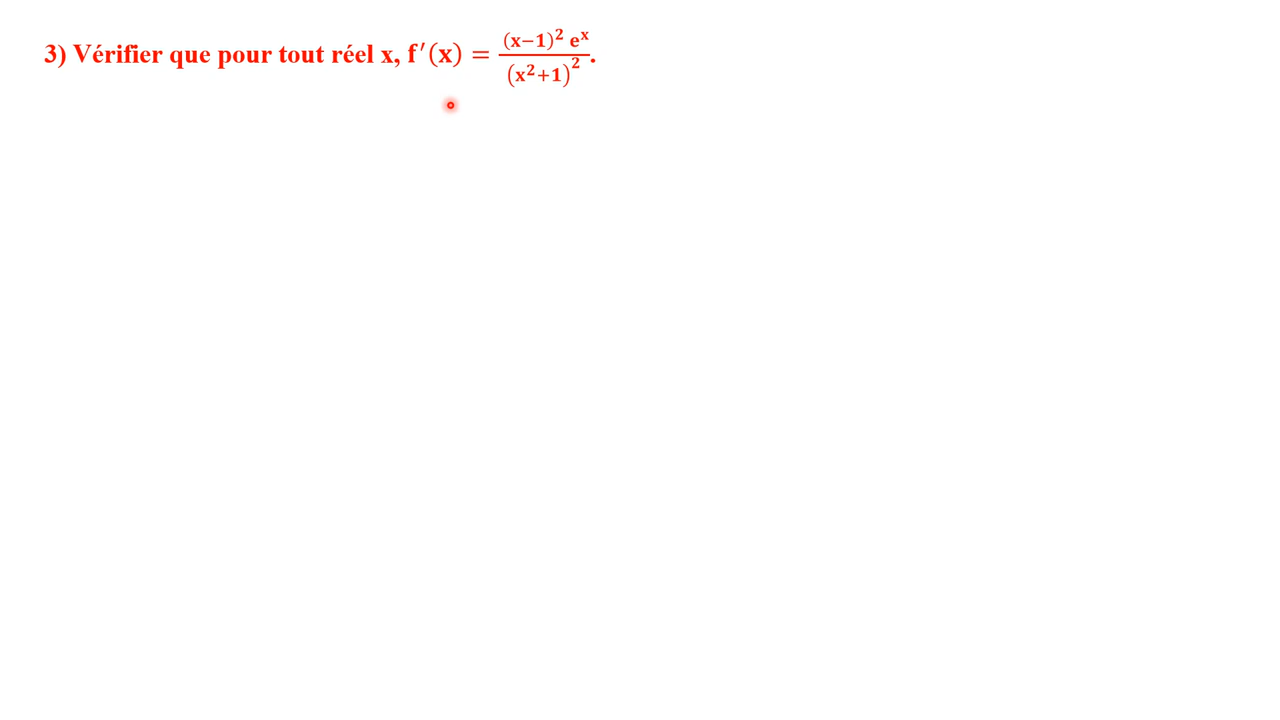 3) Vérifier que pour tout réel x, f′(x) = (x−1)² eˣ / (x²+1)².